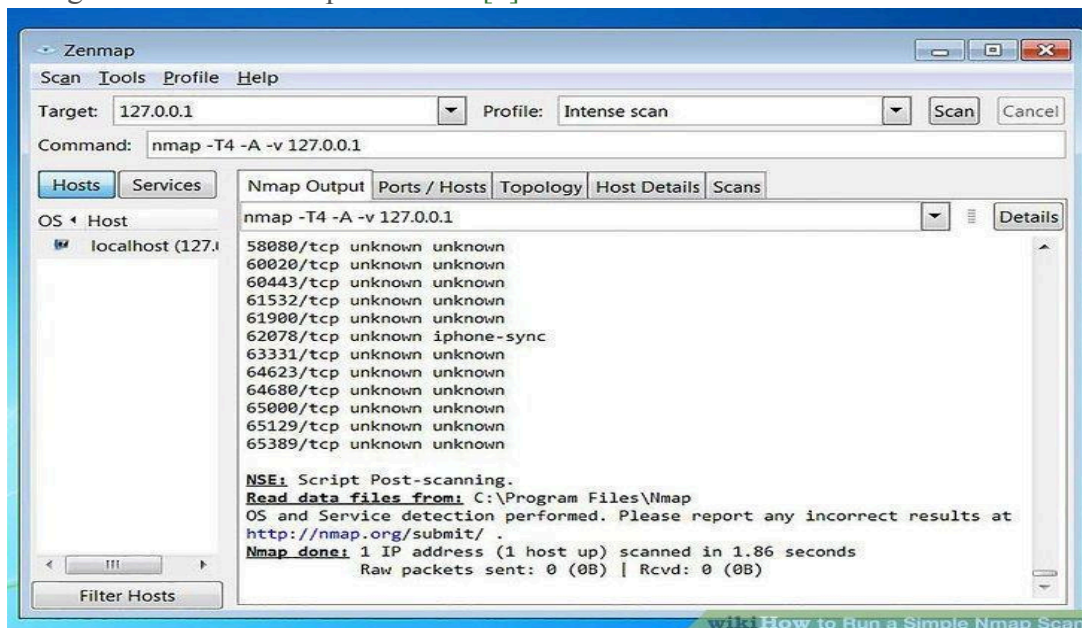 Zenmap
Scan Tools Profile Help
Target: 127.0.0.1 Profile: Intense scan Scan Cancel
Command: nmap -T4 -A -v 127.0.0.1
Hosts Services Nmap Output Ports / Hosts Topology Host Details Scans
OS Host nmap -T4 -A -v 127.0.0.1 Details
localhost (127.
58080/tcp unknown unknown
60020/tcp unknown unknown
60443/tcp unknown unknown
61532/tcp unknown unknown
61900/tcp unknown unknown
62078/tcp unknown iphone-sync
63331/tcp unknown unknown
64623/tcp unknown unknown
64680/tcp unknown unknown
65000/tcp unknown unknown
65129/tcp unknown unknown
65389/tcp unknown unknown
NSE: Script Post-scanning.
Read data files from: C:\Program Files\Nmap
OS and Service detection performed. Please report any incorrect results at
http://nmap.org/submit/ .
Nmap done: 1 IP address (1 host up) scanned in 1.86 seconds
Raw packets sent: 0 (0B) | Rcvd: 0 (0B)
Filter Hosts
wikiHow to Run a Simple Nmap Scan